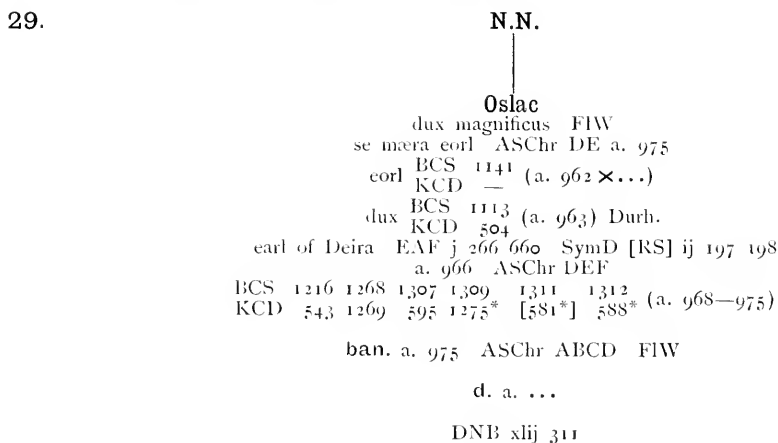 29.
N.N.
Oslac
dux magnificus FlW
se mæra eorl ASChr DE a. 975
eorl BCS 1141 (a. 962 ×...)
KCD —
dux BCS 1113 (a. 963) Durh.
KCD 504
earl of Deira EAF j 266 660 SymD [RS] ij 197 198
a. 966 ASChr DEF
BCS 1216 1268 1307 1309 1311 1312 (a. 968—975)
KCD 543 1269 595 1275* [581*] 588*
ban. a. 975 ASChr ABCD FlW
d. a. ...
DNB xlij 311